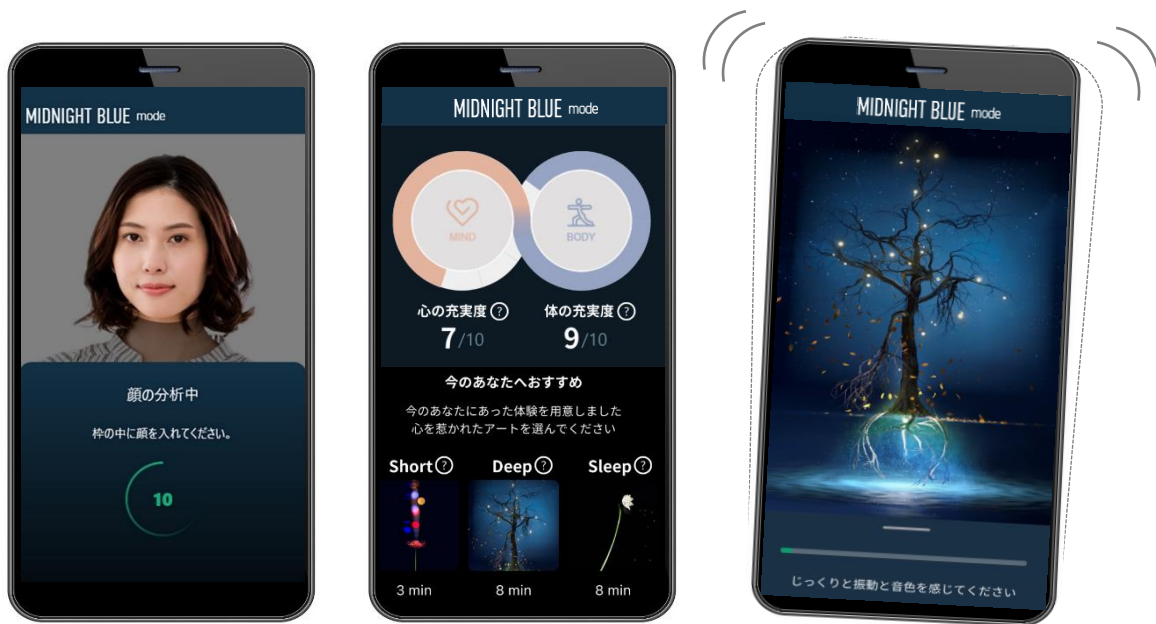 MIDNIGHT BLUE mode
顔の分析中
枠の中に顔を入れてください。
10
MIDNIGHT BLUE mode
MIND
BODY
心の充実度 ?
体の充実度 ?
7/10
9/10
今のあなたへおすすめ
今のあなたにあった体験を用意しました
心を惹かれたアートを選んでください
Short ?
Deep ?
Sleep ?
3 min
8 min
8 min
MIDNIGHT BLUE mode
じっくりと振動と音色を感じてください